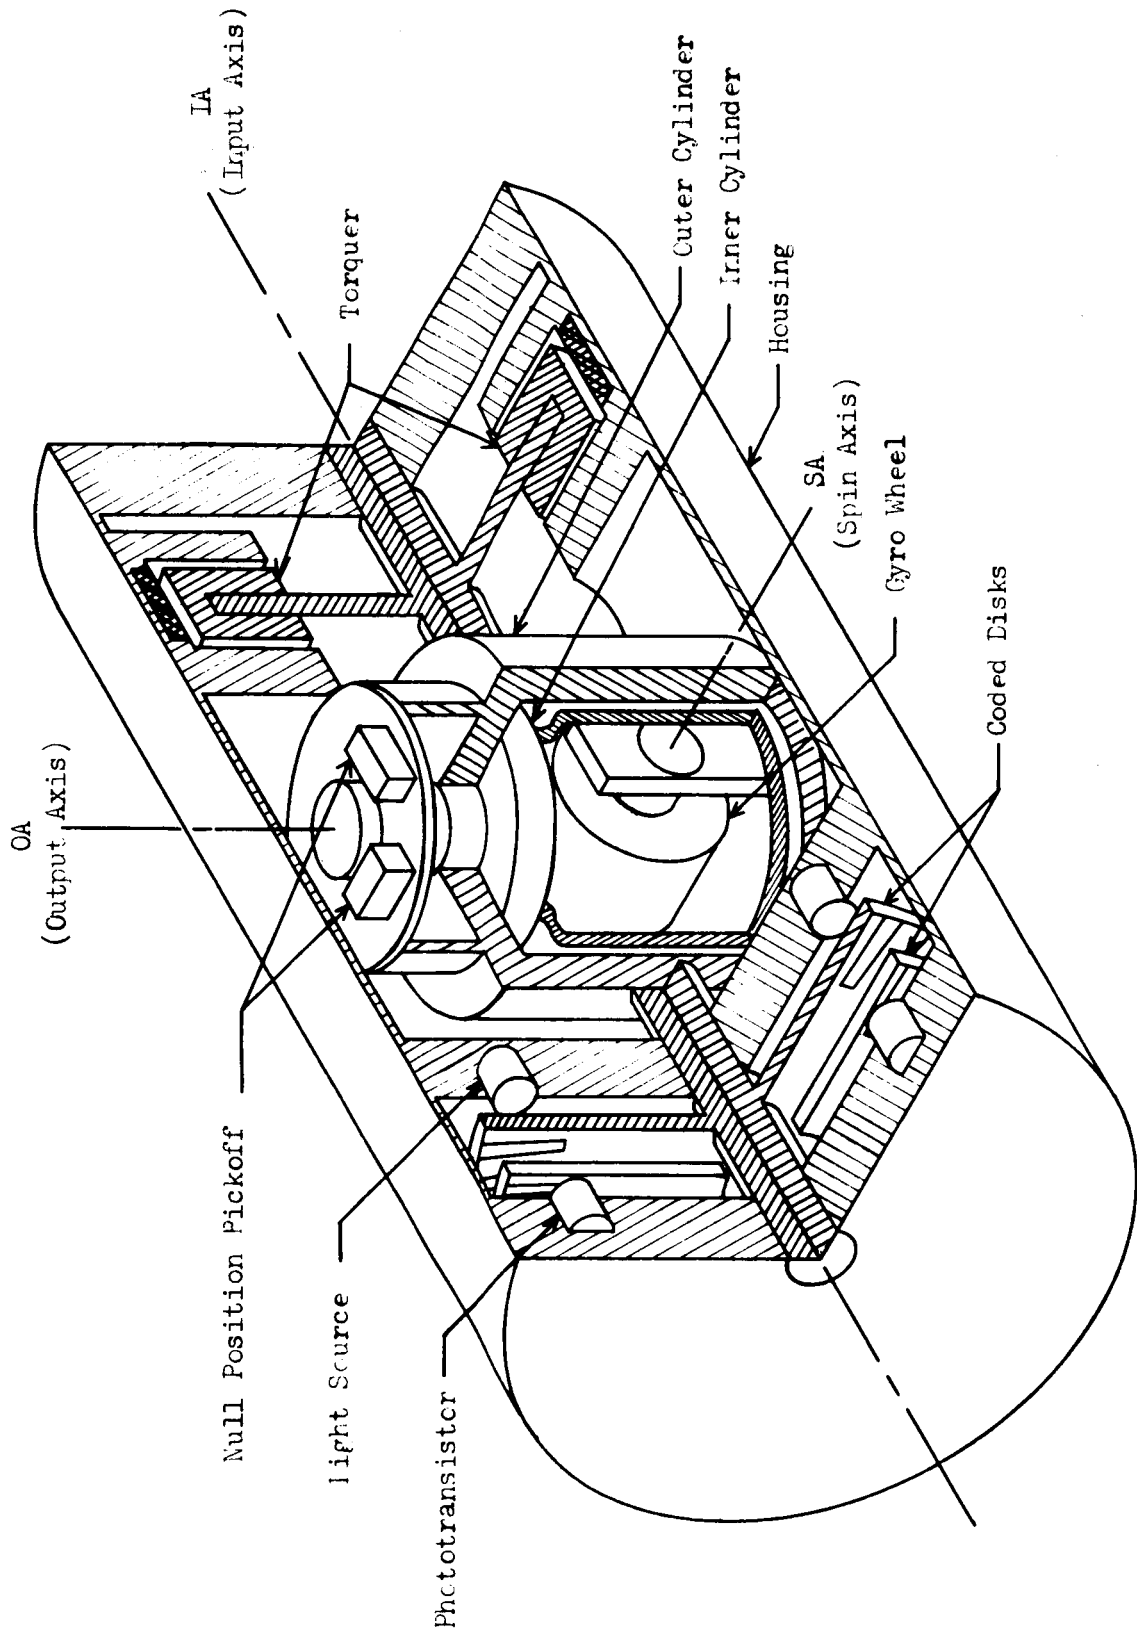 OA
(Output Axis)
IA
(Input Axis)
Torquer
Outer Cylinder
Inner Cylinder
Housing
SA
(Spin Axis)
Gyro Wheel
Coded Disks
Null Position Pickoff
Light Source
Phototransistor